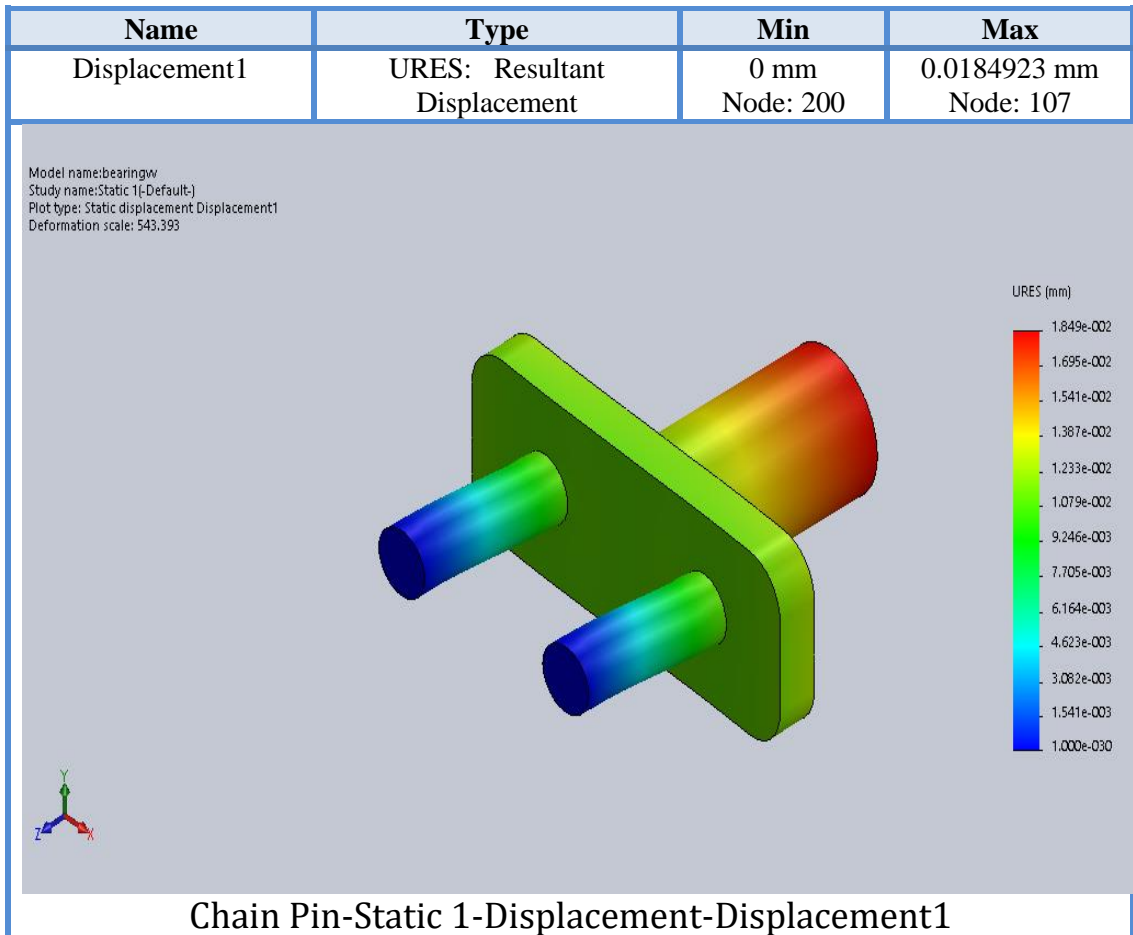 Name Type Min Max
Displacement1 URES: Resultant 0 mm 0.0184923 mm
Displacement Node: 200 Node: 107
Model name:bearingw
Study name:Static 1(-Default-)
Plot type: Static displacement Displacement1
Deformation scale: 543.393
URES (mm)
1.849e-002
1.695e-002
1.541e-002
1.387e-002
1.233e-002
1.079e-002
9.246e-003
7.705e-003
6.164e-003
4.623e-003
3.082e-003
1.541e-003
1.000e-030
Y
Z X
Chain Pin-Static 1-Displacement-Displacement1